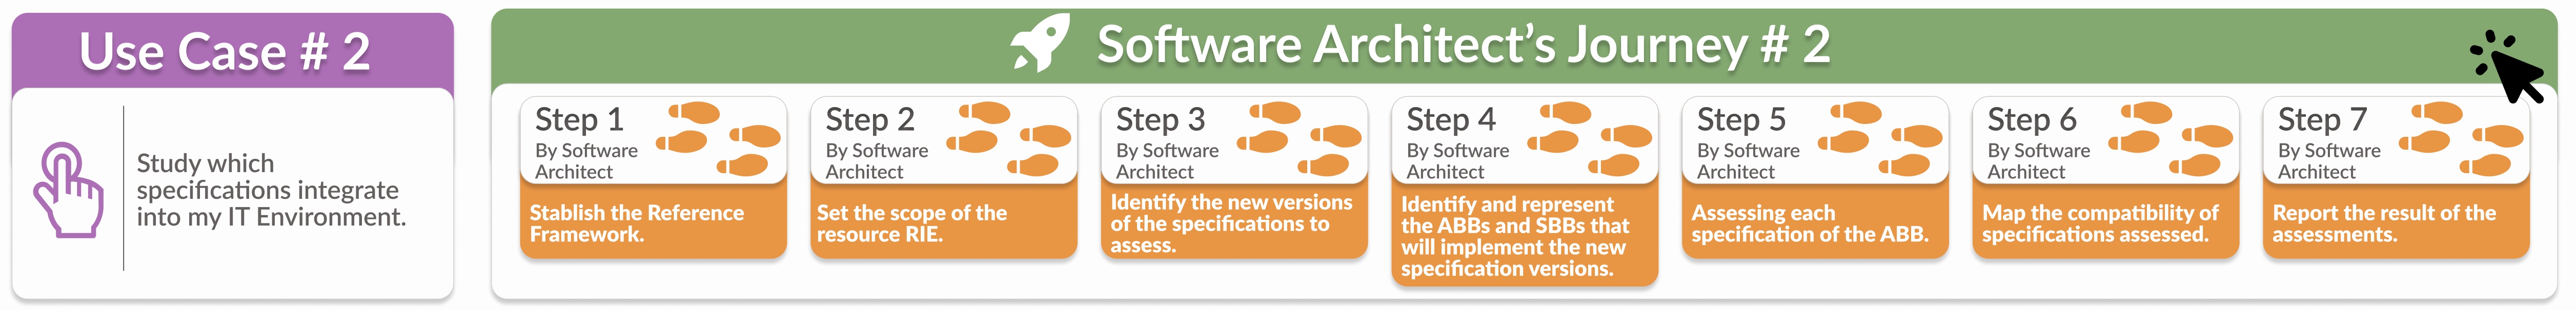 Use Case # 2
Study which
specifications integrate
into my IT Environment.
Software Architect’s Journey # 2
Step 1
By Software
Architect
Stablish the Reference
Framework.
Step 2
By Software
Architect
Set the scope of the
resource RIE.
Step 3
By Software
Architect
Identify the new versions
of the specifications to
assess.
Step 4
By Software
Architect
Identify and represent
the ABBs and SBBs that
will implement the new
specification versions.
Step 5
By Software
Architect
Assessing each
specification of the ABB.
Step 6
By Software
Architect
Map the compatibility of
specifications assessed.
Step 7
By Software
Architect
Report the result of the
assessments.